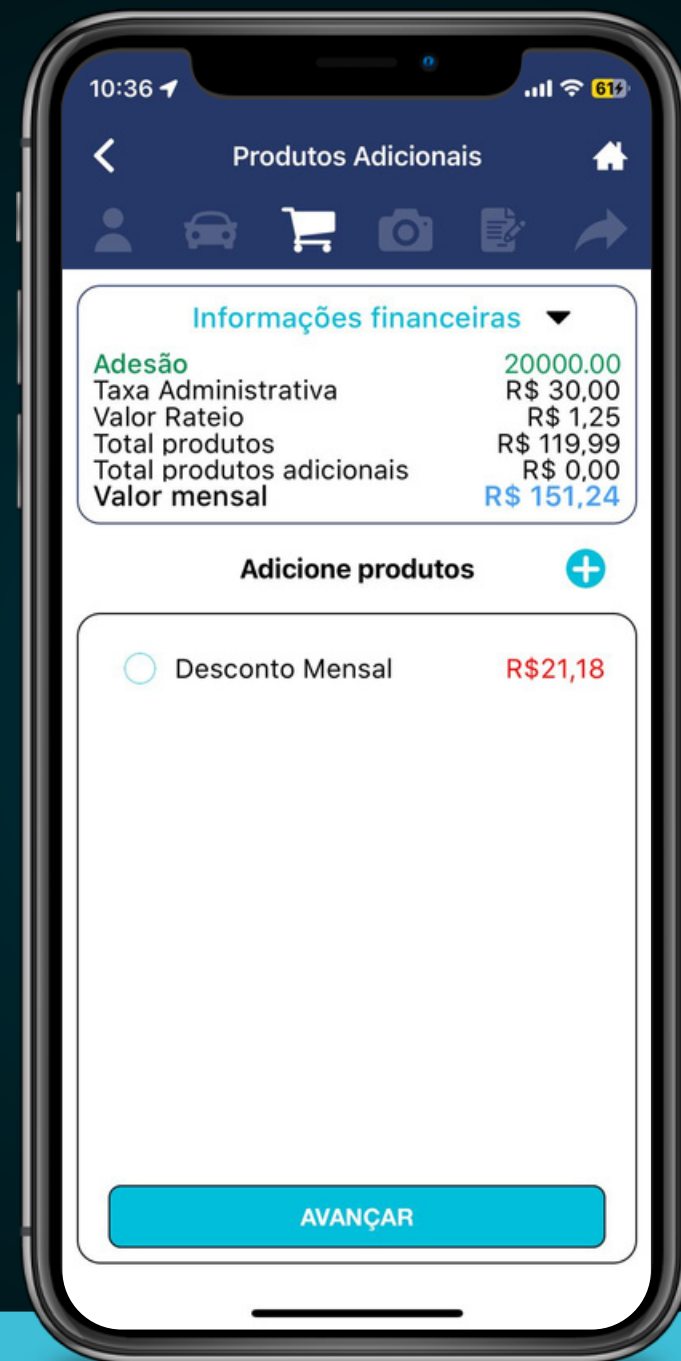 10:36
61
Produtos Adicionais
Informações financeiras
Adesão 20000.00
Taxa Administrativa R$ 30,00
Valor Rateio R$ 1,25
Total produtos R$ 119,99
Total produtos adicionais R$ 0,00
Valor mensal R$ 151,24
Adicione produtos
Desconto Mensal R$21,18
AVANÇAR